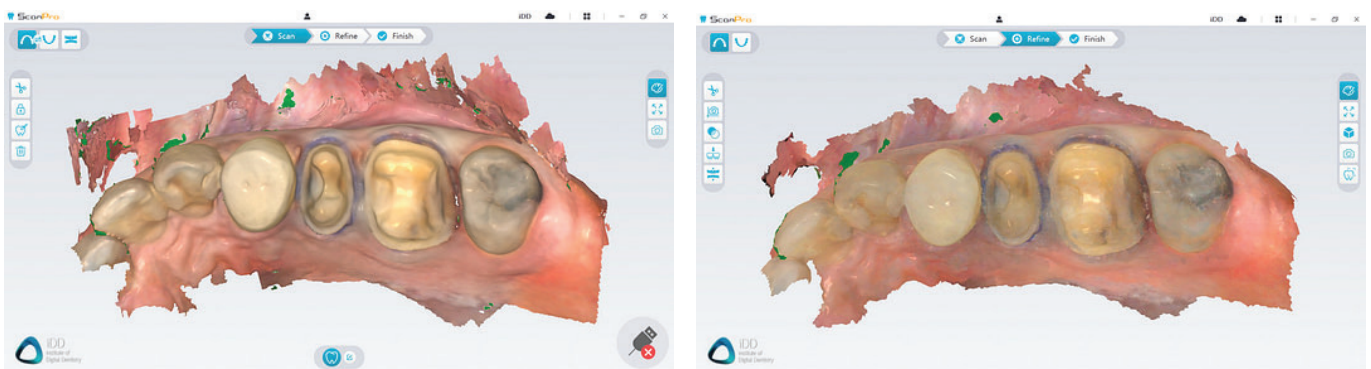 ScanPro
iDD
Scan
Refine
Finish
iDD
Institute of
Digital Dentistry
ScanPro
iDD
Scan
Refine
Finish
iDD
Institute of
Digital Dentistry